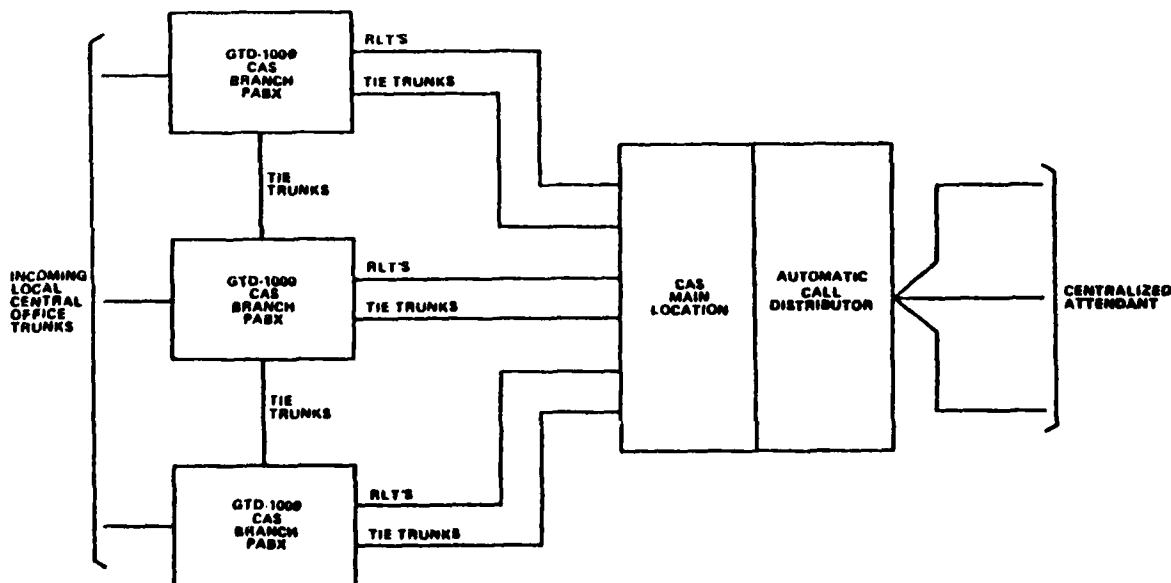 RLT'S
GTD-1000
CAS
BRANCH
PABX
TIE TRUNKS
TIE
TRUNKS
INCOMING
LOCAL
CENTRAL
OFFICE
TRUNKS
GTD-1000
CAS
BRANCH
PABX
RLT'S
TIE TRUNKS
CAS
MAIN
LOCATION
AUTOMATIC
CALL
DISTRIBUTOR
CENTRALIZED
ATTENDANT
TIE
TRUNKS
GTD-1000
CAS
BRANCH
PABX
RLT'S
TIE TRUNKS